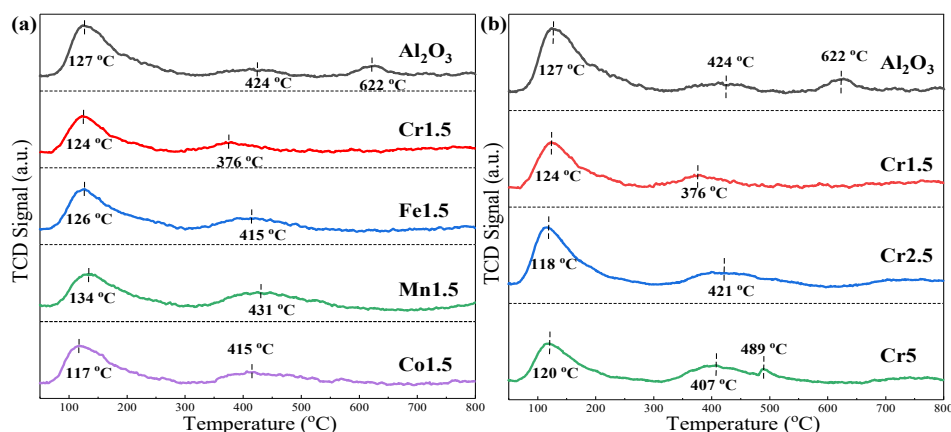 (a)
Al₂O₃
127 °C
424 °C
622 °C
Cr1.5
124 °C
376 °C
Fe1.5
126 °C
415 °C
Mn1.5
134 °C
431 °C
415 °C
Co1.5
117 °C
TCD Signal (a.u.)
100 200 300 400 500 600 700 800
Temperature (°C)
(b)
622 °C
424 °C
Al₂O₃
127 °C
Cr1.5
124 °C
376 °C
Cr2.5
118 °C
421 °C
489 °C
Cr5
120 °C
407 °C
TCD Signal (a.u.)
100 200 300 400 500 600 700 800
Temperature (°C)